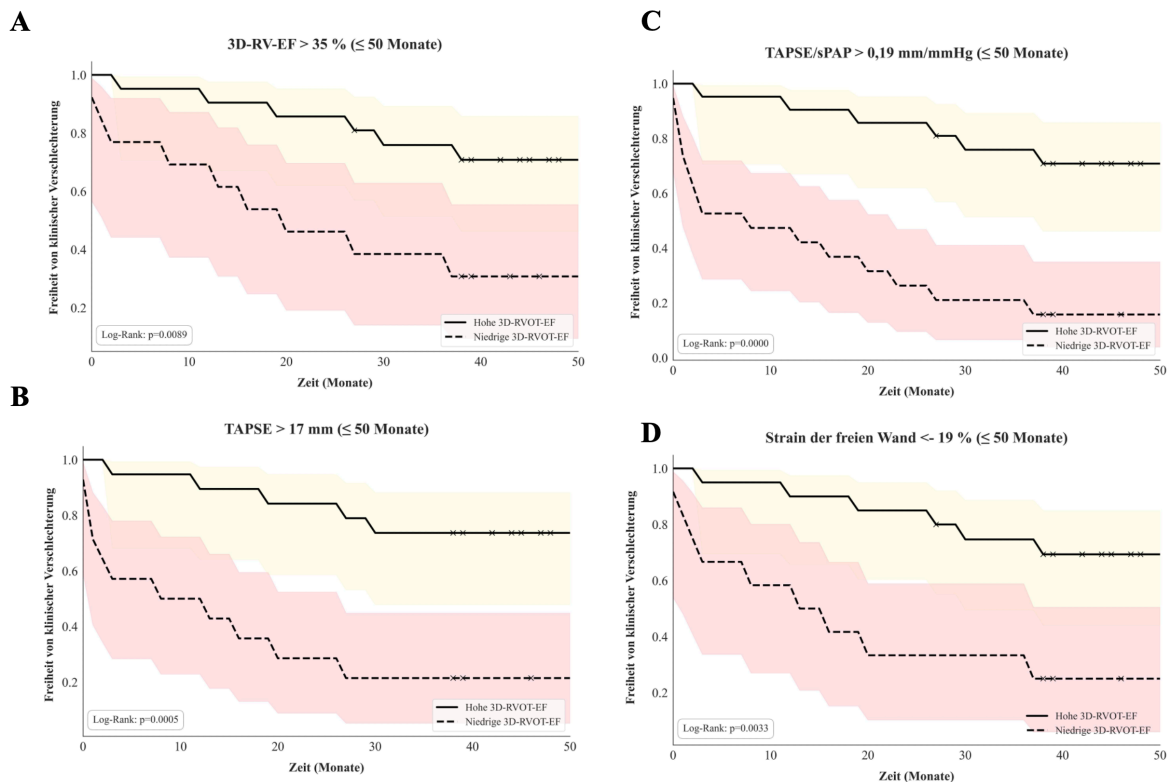 A
3D-RV-EF > 35 % (≤ 50 Monate)
Freiheit von klinischer Verschlechterung
1.0
0.8
0.6
0.4
0.2
Log-Rank: p=0.0089
Hohe 3D-RVOT-EF
Niedrige 3D-RVOT-EF
0 10 20 30 40 50
Zeit (Monate)
B
TAPSE > 17 mm (≤ 50 Monate)
Freiheit von klinischer Verschlechterung
1.0
0.8
0.6
0.4
0.2
Log-Rank: p=0.0005
Hohe 3D-RVOT-EF
Niedrige 3D-RVOT-EF
0 10 20 30 40 50
Zeit (Monate)
C
TAPSE/sPAP > 0,19 mm/mmHg (≤ 50 Monate)
Freiheit von klinischer Verschlechterung
1.0
0.8
0.6
0.4
0.2
0.0
Log-Rank: p=0.0000
Hohe 3D-RVOT-EF
Niedrige 3D-RVOT-EF
0 10 20 30 40 50
Zeit (Monate)
D
Strain der freien Wand <- 19 % (≤ 50 Monate)
Freiheit von klinischer Verschlechterung
1.0
0.8
0.6
0.4
0.2
Log-Rank: p=0.0033
Hohe 3D-RVOT-EF
Niedrige 3D-RVOT-EF
0 10 20 30 40 50
Zeit (Monate)